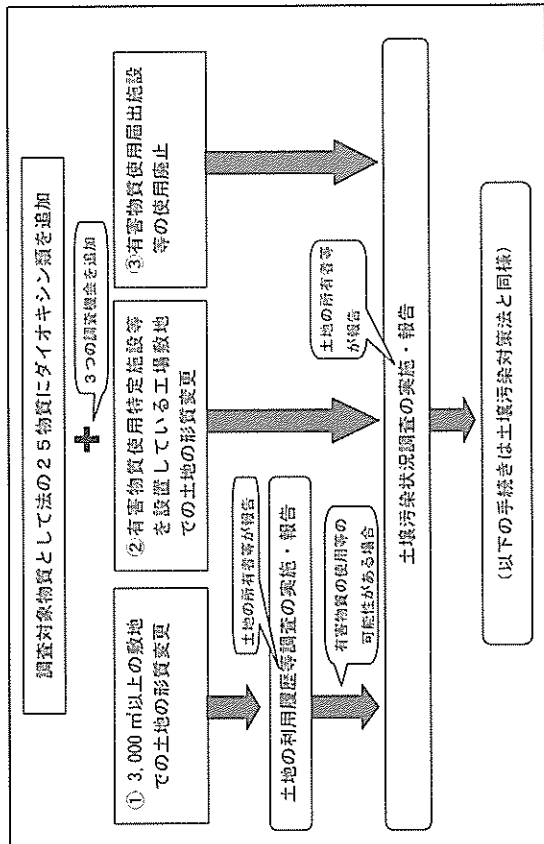 調査対象物質として法の25物質にダイオキシン類を追加
3つの調査機会を追加
① 3,000㎡以上の敷地
での土地の形質変更
②有害物質使用特定施設等
を設置している工場敷地
での土地の形質変更
③有害物質使用届出施設
等の使用廃止
土地の所有者等が報告
土地の利用履歴等調査の実施・報告
有害物質の使用等の
可能性がある場合
土地の所有者等
が報告
土壌汚染状況調査の実施・報告
(以下の手続きは土壌汚染対策法と同様)